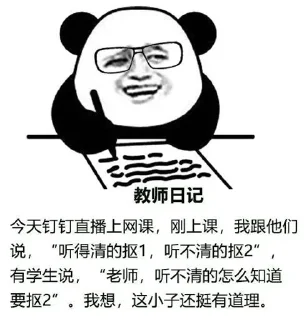 教师日记
今天钉钉直播上网课，刚上课，我跟他们
说，“听得清的抠1，听不清的抠2”，
有学生说，“老师，听不清的怎么知道
要抠2”。我想，这小子还挺有道理。